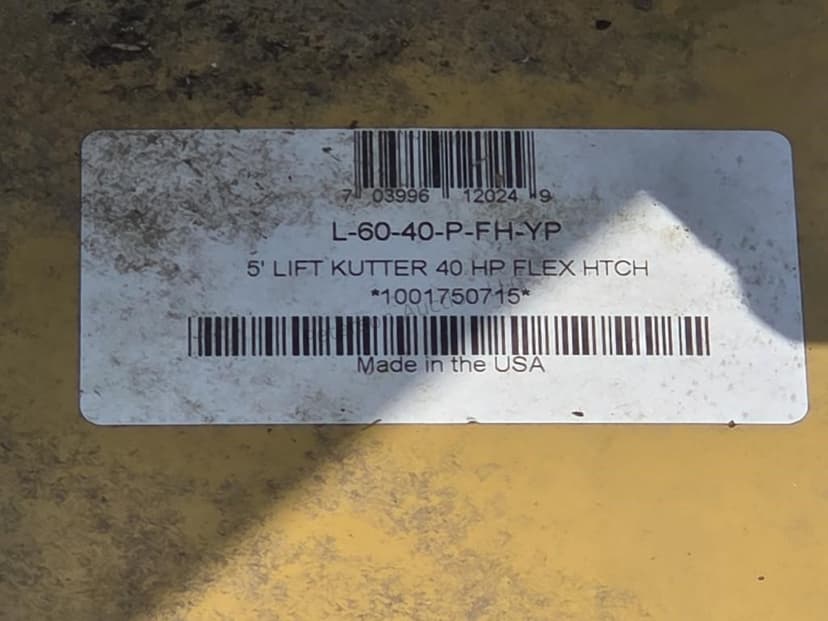 7 03996 12024 9
L-60-40-P-FH-YP
5' LIFT KUTTER 40 HP FLEX HTCH
*1001750715*
Made in the USA